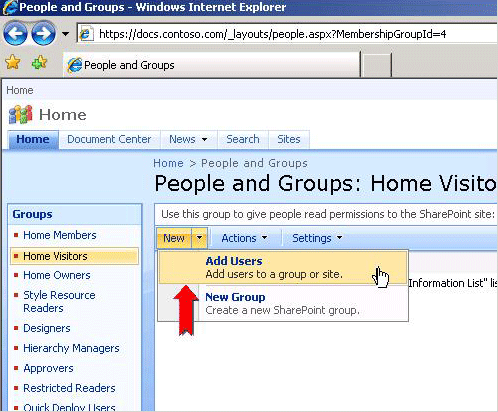 People and Groups - Windows Internet Explorer
https://docs.contoso.com/_layouts/people.aspx?MembershipGroupId=4
People and Groups
Home
Home
Home Document Center News Search Sites
Home > People and Groups
People and Groups: Home Visito
Groups
Home Members
Home Visitors
Home Owners
Style Resource
Readers
Designers
Hierarchy Managers
Approvers
Restricted Readers
Quick Deploy Users
Use this group to give people read permissions to the SharePoint site:
New Actions Settings
Add Users
Add users to a group or site.
Information List" lis
New Group
Create a new SharePoint group.